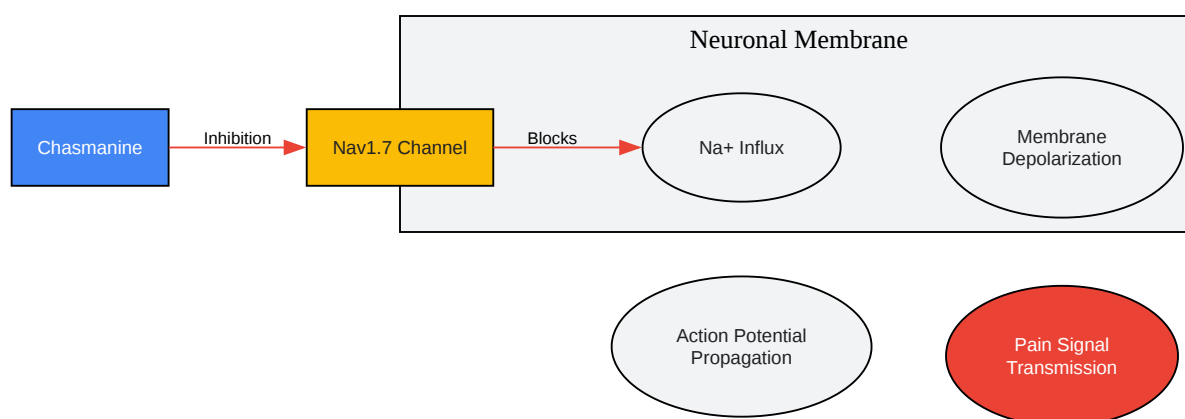 Neuronal Membrane
Chasmanine
Inhibition
Nav1.7 Channel
Blocks
Na+ Influx
Membrane
Depolarization
Action Potential
Propagation
Pain Signal
Transmission